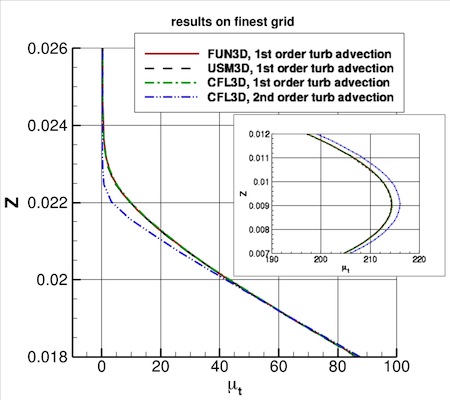 results on finest grid
FUN3D, 1st order turb advection
USM3D, 1st order turb advection
CFL3D, 1st order turb advection
CFL3D, 2nd order turb advection
0.026
0.024
0.022
0.02
0.018
Z
0 20 40 60 80 100
μt
0.012
0.011
0.01
0.009
0.008
0.007
Z
190 200 210 220
μt